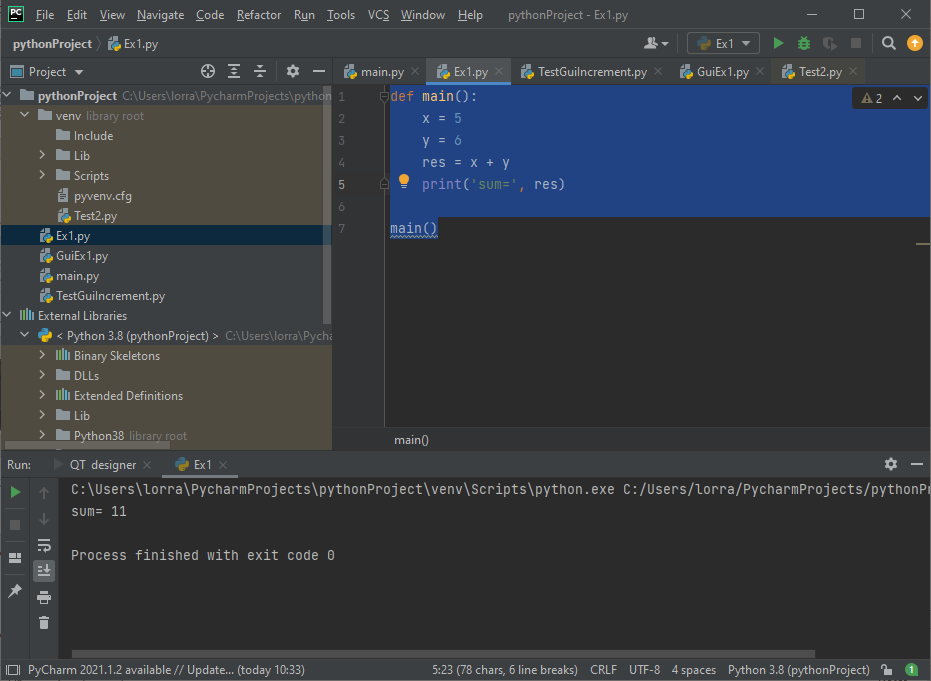 PC File Edit View Navigate Code Refactor Run Tools VCS Window Help pythonProject - Ex1.py
pythonProject Ex1.py Ex1
Project main.py Ex1.py TestGuiIncrement.py GuiEx1.py Test2.py
pythonProject C:\Users\lorra\PycharmProjects\python
venv library root
Include
Lib
Scripts
pyvenv.cfg
Test2.py
Ex1.py
GuiEx1.py
main.py
TestGuiIncrement.py
External Libraries
< Python 3.8 (pythonProject) > C:\Users\lorra\Pycha
Binary Skeletons
DLLs
Extended Definitions
Lib
Python38 library root
1 def main():
2 x = 5
3 y = 6
4 res = x + y
5 print('sum=', res)
6
7 main()
2
main()
Run: QT designer Ex1
C:\Users\lorra\PycharmProjects\pythonProject\venv\Scripts\python.exe C:/Users/lorra/PycharmProjects/pythonP
sum= 11
Process finished with exit code 0
PyCharm 2021.1.2 available // Update... (today 10:33) 5:23 (78 chars, 6 line breaks) CRLF UTF-8 4 spaces Python 3.8 (pythonProject) 1